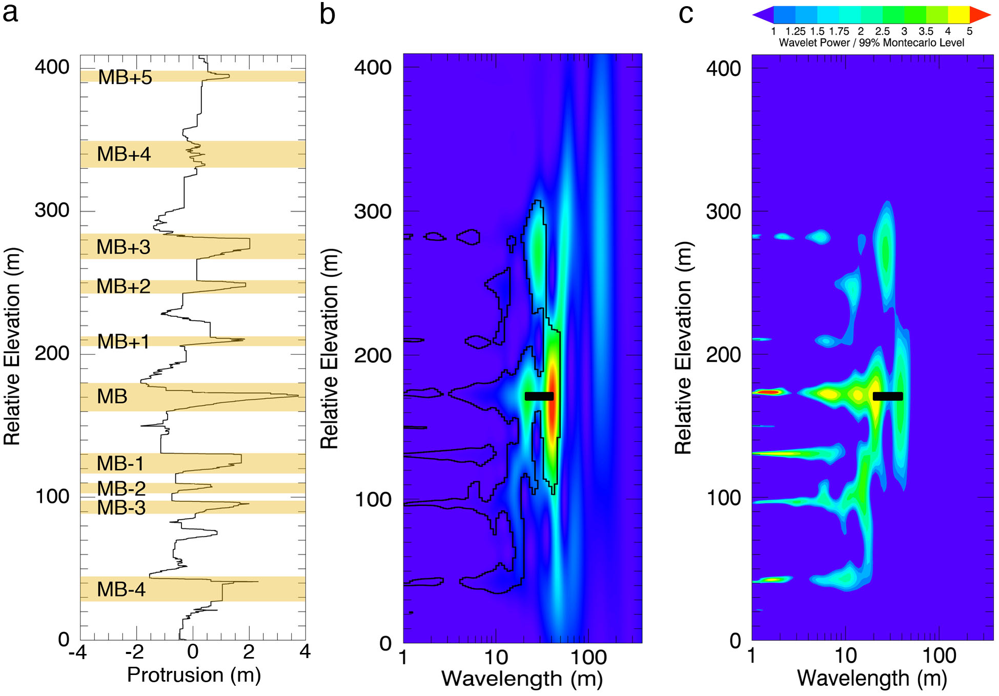 a
400
300
200
100
0
-4 -2 0 2 4
Relative Elevation (m)
Protrusion (m)
MB+5
MB+4
MB+3
MB+2
MB+1
MB
MB-1
MB-2
MB-3
MB-4
b
400
300
200
100
0
1 10 100
Relative Elevation (m)
Wavelength (m)
c
1 1.25 1.5 1.75 2 2.5 3 3.5 4 5
Wavelet Power / 99% Montecarlo Level
400
300
200
100
0
1 10 100
Relative Elevation (m)
Wavelength (m)